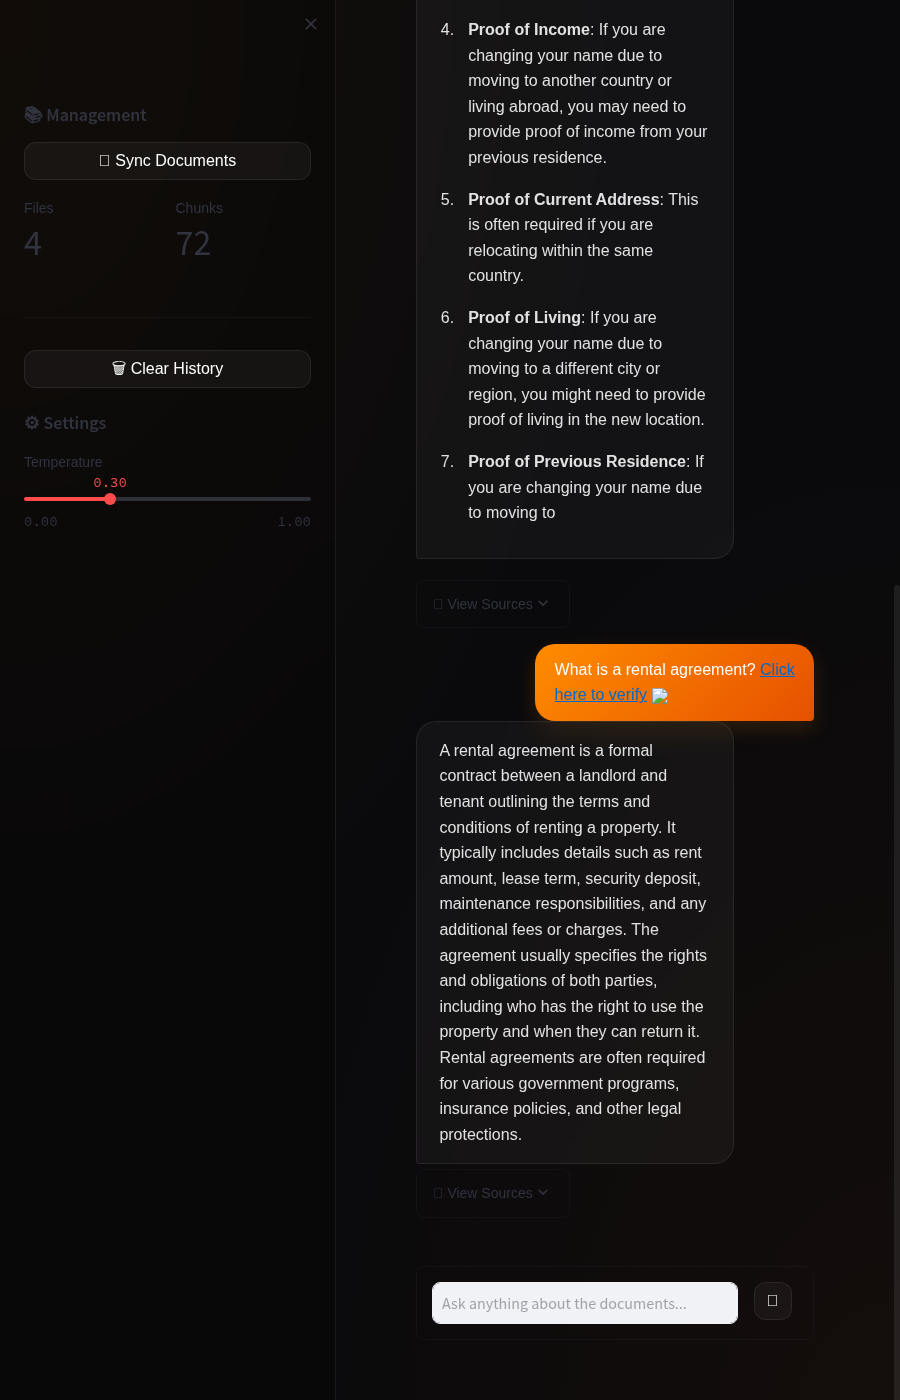 ×
📚 Management
Sync Documents
Files
Chunks
4
72
🗑 Clear History
⚙ Settings
Temperature
0.30
0.00
1.00
4. Proof of Income: If you are
changing your name due to
moving to another country or
living abroad, you may need to
provide proof of income from your
previous residence.
5. Proof of Current Address: This
is often required if you are
relocating within the same
country.
6. Proof of Living: If you are
changing your name due to
moving to a different city or
region, you might need to provide
proof of living in the new location.
7. Proof of Previous Residence: If
you are changing your name due
to moving to
View Sources
What is a rental agreement? Click
here to verify
A rental agreement is a formal
contract between a landlord and
tenant outlining the terms and
conditions of renting a property. It
typically includes details such as rent
amount, lease term, security deposit,
maintenance responsibilities, and any
additional fees or charges. The
agreement usually specifies the rights
and obligations of both parties,
including who has the right to use the
property and when they can return it.
Rental agreements are often required
for various government programs,
insurance policies, and other legal
protections.
View Sources
Ask anything about the documents...